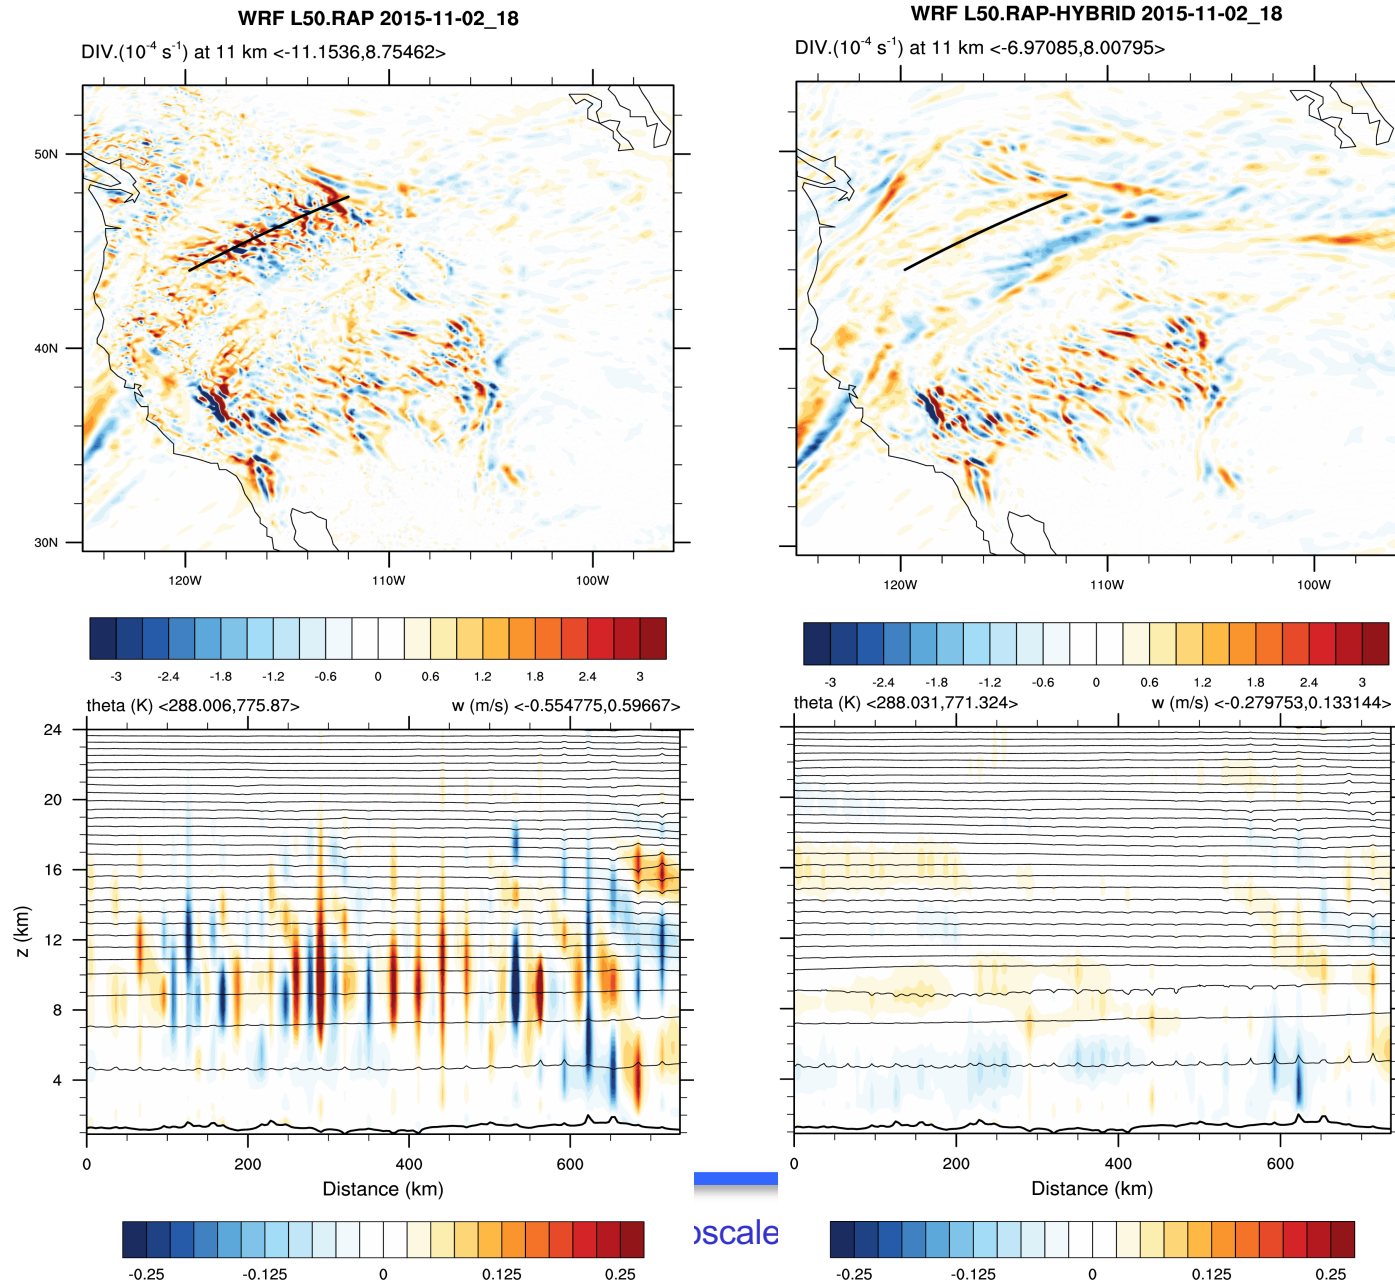 WRF L50.RAP 2015-11-02_18
DIV.(10⁻⁴ s⁻¹) at 11 km <-11.1536,8.75462>
50N
40N
30N
120W 110W 100W
-3 -2.4 -1.8 -1.2 -0.6 0 0.6 1.2 1.8 2.4 3
WRF L50.RAP-HYBRID 2015-11-02_18
DIV.(10⁻⁴ s⁻¹) at 11 km <-6.97085,8.00795>
120W 110W 100W
-3 -2.4 -1.8 -1.2 -0.6 0 0.6 1.2 1.8 2.4 3
theta (K) <288.006,775.87> w (m/s) <-0.554775,0.59667>
24
20
16
12
8
4
z (km)
0 200 400 600
Distance (km)
-0.25 -0.125 0 0.125 0.25
theta (K) <288.031,771.324> w (m/s) <-0.279753,0.133144>
0 200 400 600
Distance (km)
oscale
-0.25 -0.125 0 0.125 0.25